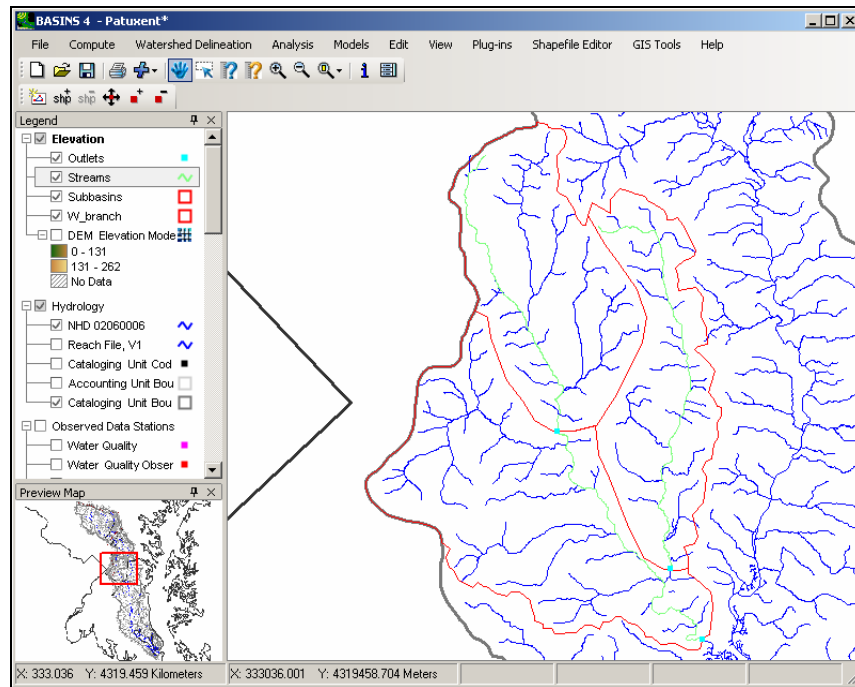 BASINS 4 - Patuxent*
File Compute Watershed Delineation Analysis Models Edit View Plug-ins Shapefile Editor GIS Tools Help
shp shp
Legend
Elevation
Outlets
Streams
Subbasins
W_branch
DEM Elevation Mode
0 - 131
131 - 262
No Data
Hydrology
NHD 02060006
Reach File, V1
Cataloging Unit Cod
Accounting Unit Bou
Cataloging Unit Bou
Observed Data Stations
Water Quality
Water Quality Obser
Preview Map
X: 333.036 Y: 4319.459 Kilometers X: 333036.001 Y: 4319458.704 Meters